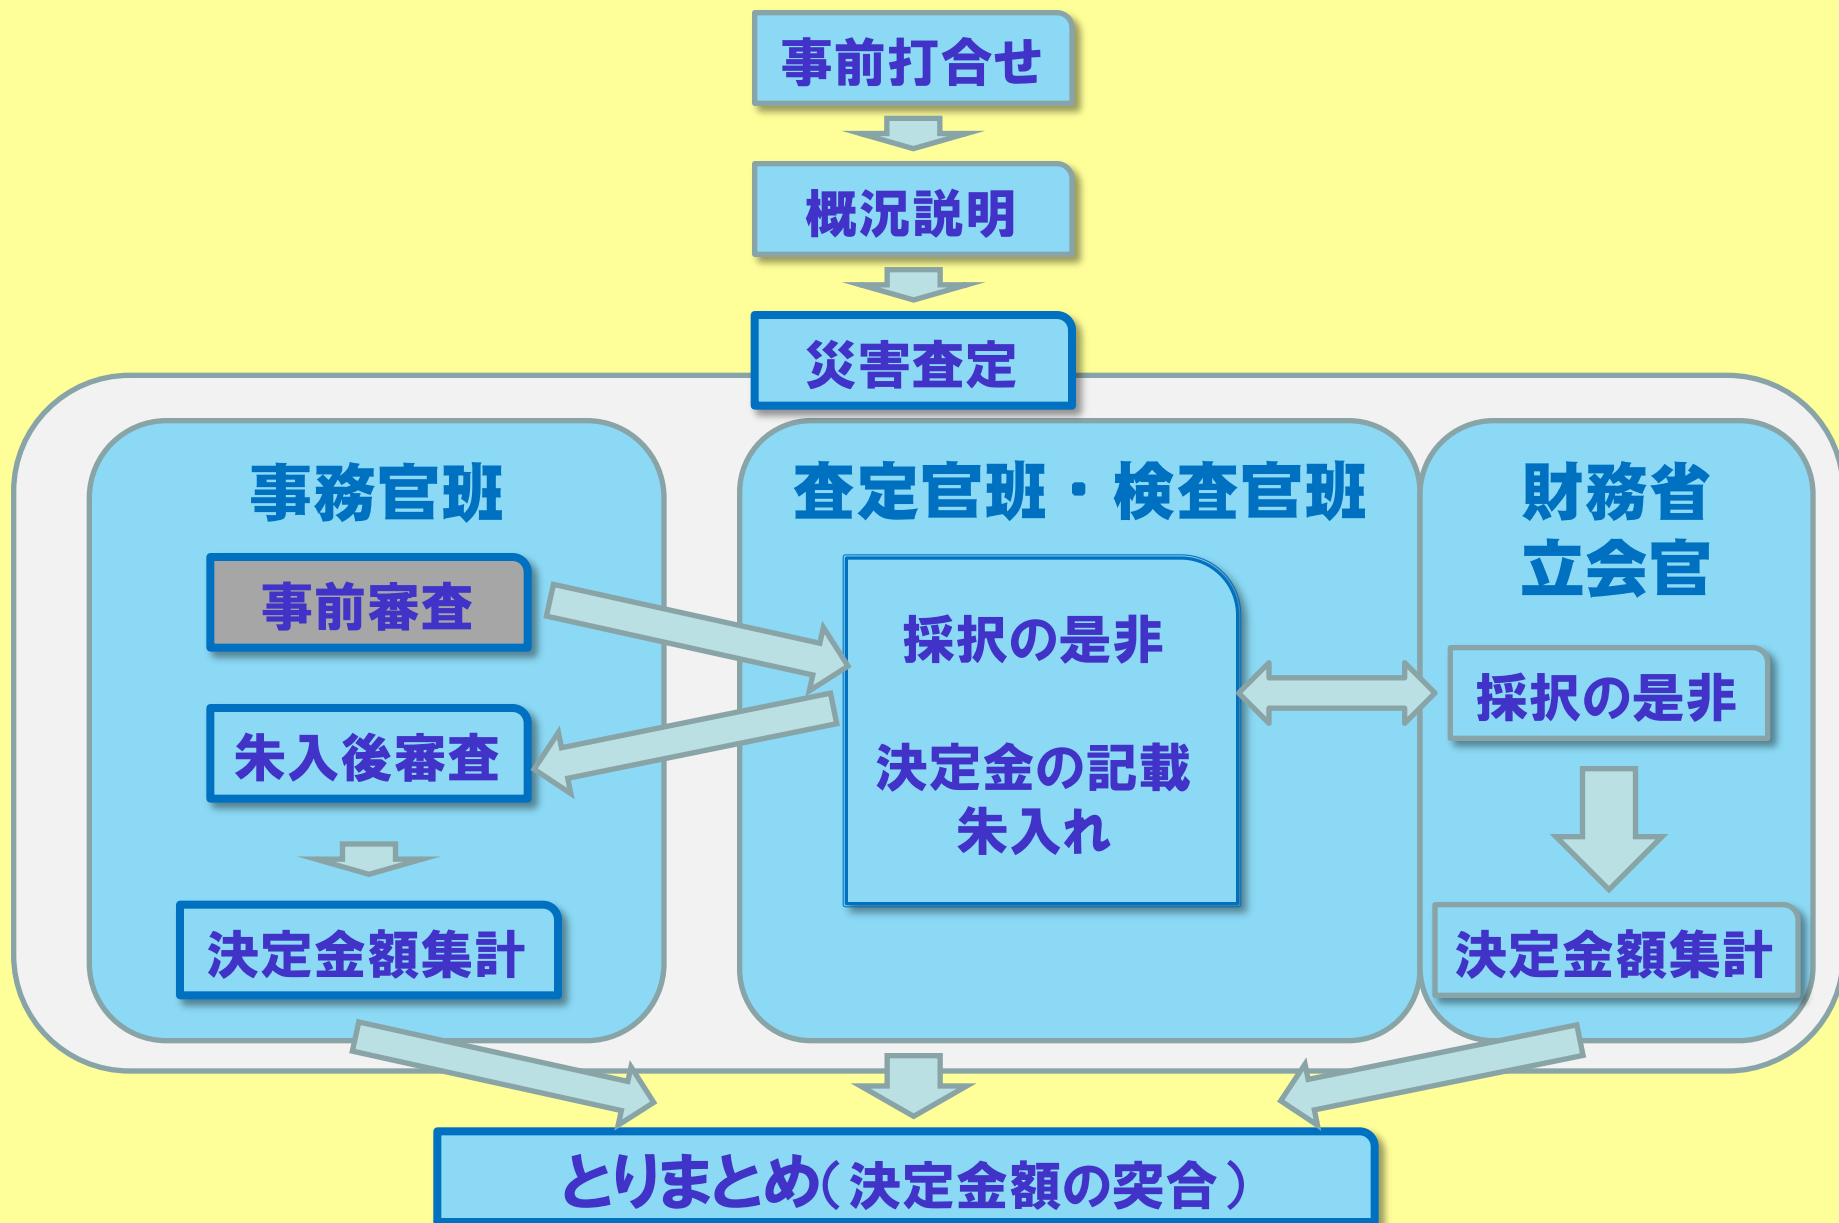 事前打合せ
概況説明
災害査定
事務官班
事前審査
朱入後審査
決定金額集計
査定官班・検査官班
採択の是非
決定金の記載
朱入れ
財務省
立会官
採択の是非
決定金額集計
とりまとめ(決定金額の突合)